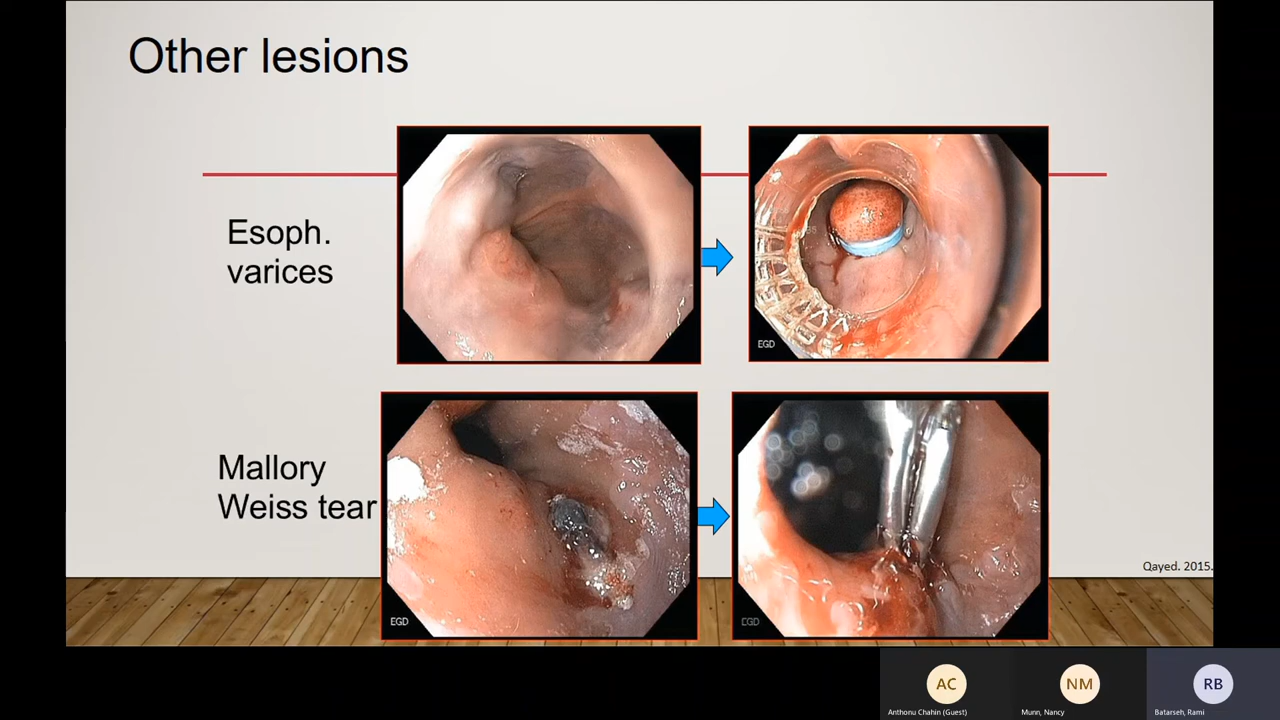 Other lesions
Esoph.
varices
EGD
Mallory
Weiss tear
EGD
EGD
Qayed. 2015.
AC
NM
RB
Anthonu Chahin (Guest)
Munn, Nancy
Batarseh, Rami